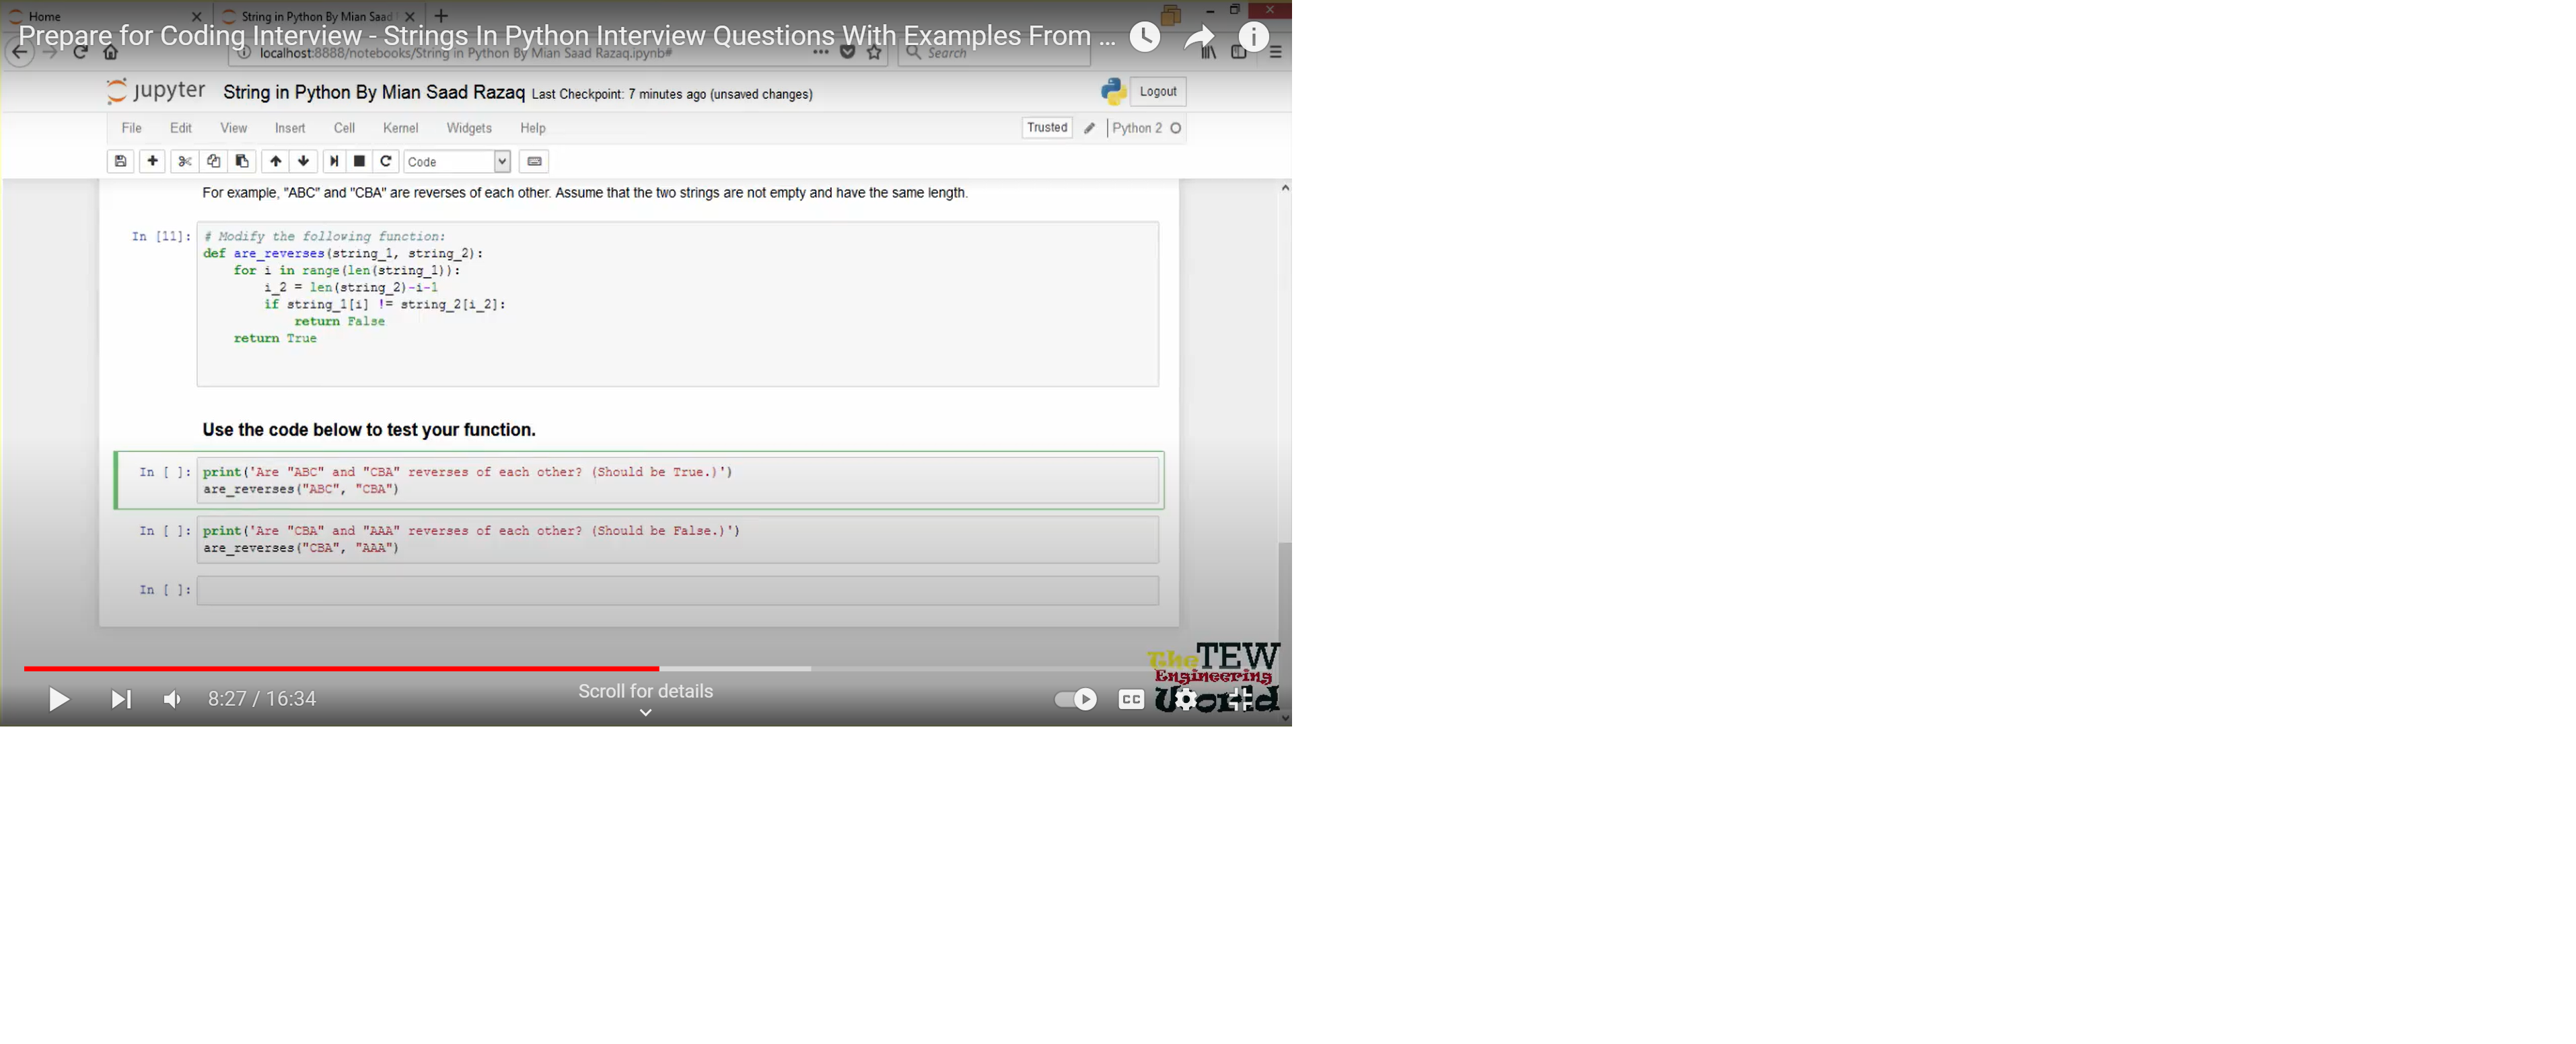 Home
String in Python By Mian Saad
Prepare for Coding Interview - Strings In Python Interview Questions With Examples From ...
localhost:8888/notebooks/String in Python By Mian Saad Razaq.ipynb#
Search
jupyter String in Python By Mian Saad Razaq Last Checkpoint: 7 minutes ago (unsaved changes)
Logout
File Edit View Insert Cell Kernel Widgets Help
Trusted
Python 2
Code
For example, "ABC" and "CBA" are reverses of each other. Assume that the two strings are not empty and have the same length.
In [11]:
# Modify the following function:
def are_reverses(string_1, string_2):
    for i in range(len(string_1)):
        i_2 = len(string_2)-i-1
        if string_1[i] != string_2[i_2]:
            return False
    return True
Use the code below to test your function.
In [ ]: print('Are "ABC" and "CBA" reverses of each other? (Should be True.)')
are_reverses("ABC", "CBA")
In [ ]: print('Are "CBA" and "AAA" reverses of each other? (Should be False.)')
are_reverses("CBA", "AAA")
In [ ]:
The TEW
Engineering
World
8:27 / 16:34
Scroll for details
CC